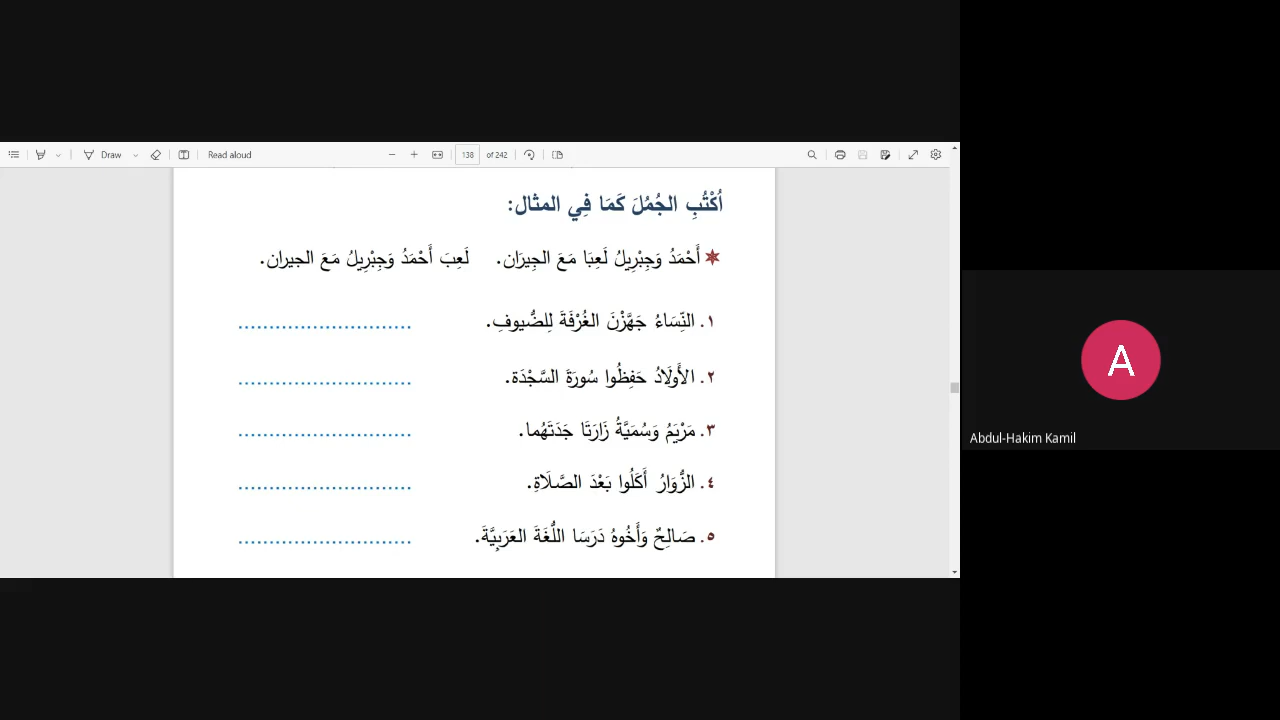 Draw
Read aloud
138 of 242
اُكْتُبِ الجُمُلَ كَمَا فِي المثال:
أَحْمَدُ وَجِبْرِيلُ لَعِبَا مَعَ الجِيرَان. لَعِبَ أَحْمَدُ وَجِبْرِيلُ مَعَ الجيران.
١. النِّسَاءُ جَهَّزْنَ الغُرْفَةَ لِلضُّيوفِ. ............................
٢. الأَولَادُ حَفِظُوا سُورَةَ السَّجْدَة. ............................
٣. مَرْيَمُ وَسُمَيَّةُ زَارَتَا جَدَتَهُما. ............................
٤. الزُّوَارُ أَكَلُوا بَعْدَ الصَّلَاةِ. ............................
٥. صَالِحٌ وَأَخُوهُ دَرَسَا اللُّغَةَ العَرَبِيَّةَ. ............................
A
Abdul-Hakim Kamil